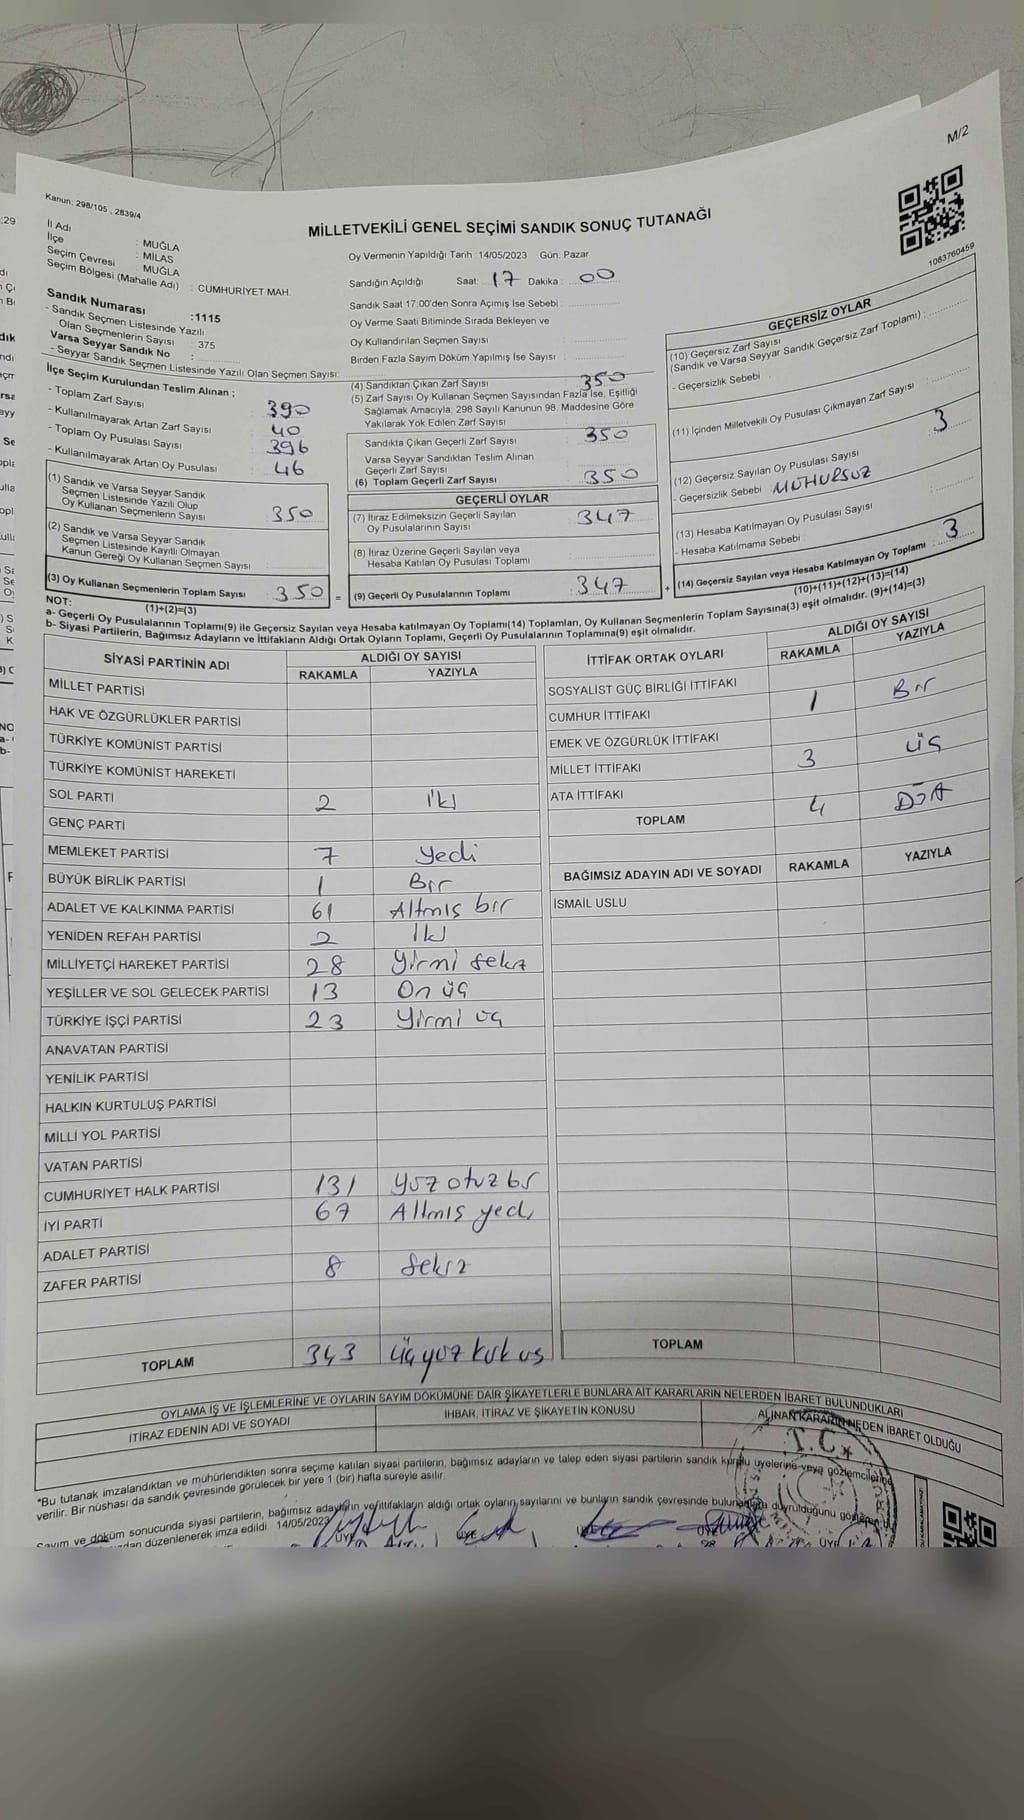 M/2
Kanun: 298/105 , 2839/4
1083760459
MİLLETVEKİLİ GENEL SEÇİMİ SANDIK SONUÇ TUTANAĞI
İl Adı : MUĞLA
İlçe : MİLAS
Seçim Çevresi : MUĞLA
Seçim Bölgesi (Mahalle Adı) : CUMHURİYET MAH.
Sandık Numarası :1115
- Sandık Seçmen Listesinde Yazılı
Olan Seçmenlerin Sayısı : 375
Varsa Seyyar Sandık No :
- Seyyar Sandık Seçmen Listesinde Yazılı Olan Seçmen Sayısı:
Oy Vermenin Yapıldığı Tarih : 14/05/2023 Gün: Pazar
Sandığın Açıldığı Saat: 17 Dakika : 00
Sandık Saat 17:00'den Sonra Açımış İse Sebebi :
Oy Verme Saati Bitiminde Sırada Bekleyen ve
Oy Kullandırılan Seçmen Sayısı :
Birden Fazla Sayım Döküm Yapılmış İse Sayısı :
İlçe Seçim Kurulundan Teslim Alınan ;
- Toplam Zarf Sayısı : 390
- Kullanılmayarak Artan Zarf Sayısı : 40
- Toplam Oy Pusulası Sayısı : 396
- Kullanılmayarak Artan Oy Pusulası : 46
(1) Sandık ve Varsa Seyyar Sandık
Seçmen Listesinde Yazılı Olup
Oy Kullanan Seçmenlerin Sayısı : 350
(2) Sandık ve Varsa Seyyar Sandık
Seçmen Listesinde Kayıtlı Olmayan
Kanun Gereği Oy Kullanan Seçmen Sayısı :
(3) Oy Kullanan Seçmenlerin Toplam Sayısı : 350 =
(1)+(2)=(3)
(4) Sandıktan Çıkan Zarf Sayısı : 350
(5) Zarf Sayısı Oy Kullanan Seçmen Sayısından Fazla İse, Eşitliği
Sağlamak Amacıyla, 298 Sayılı Kanunun 98. Maddesine Göre
Yakılarak Yok Edilen Zarf Sayısı :
Sandıkta Çıkan Geçerli Zarf Sayısı : 350
Varsa Seyyar Sandıktan Teslim Alınan
Geçerli Zarf Sayısı :
(6) Toplam Geçerli Zarf Sayısı : 350
GEÇERLİ OYLAR
(7) İtiraz Edilmeksizin Geçerli Sayılan
Oy Pusulalarının Sayısı : 347
(8) İtiraz Üzerine Geçerli Sayılan veya
Hesaba Katılan Oy Pusulası Toplamı :
(9) Geçerli Oy Pusulalarının Toplamı : 347 +
GEÇERSİZ OYLAR
(10) Geçersiz Zarf Sayısı
(Sandık ve Varsa Seyyar Sandık Geçersiz Zarf Toplamı) :
- Geçersizlik Sebebi :
(11) İçinden Milletvekili Oy Pusulası Çıkmayan Zarf Sayısı :
(12) Geçersiz Sayılan Oy Pusulası Sayısı : 3
- Geçersizlik Sebebi MÜHÜRSÜZ
(13) Hesaba Katılmayan Oy Pusulası Sayısı :
- Hesaba Katılmama Sebebi :
(14) Geçersiz Sayılan veya Hesaba Katılmayan Oy Toplamı : 3
(10)+(11)+(12)+(13)=(14)
NOT:
a- Geçerli Oy Pusulalarının Toplamı(9) ile Geçersiz Sayılan veya Hesaba katılmayan Oy Toplamı(14) Toplamları, Oy Kullanan Seçmenlerin Toplam Sayısına(3) eşit olmalıdır. (9)+(14)=(3)
b- Siyasi Partilerin, Bağımsız Adayların ve İttifakların Aldığı Ortak Oyların Toplamı, Geçerli Oy Pusulalarının Toplamına(9) eşit olmalıdır.
SİYASİ PARTİNİN ADI ALDIĞI OY SAYISI
RAKAMLA YAZIYLA
MİLLET PARTİSİ
HAK VE ÖZGÜRLÜKLER PARTİSİ
TÜRKİYE KOMÜNİST PARTİSİ
TÜRKİYE KOMÜNİST HAREKETİ
SOL PARTİ 2 iki
GENÇ PARTİ
MEMLEKET PARTİSİ 7 Yedi
BÜYÜK BİRLİK PARTİSİ 1 Bir
ADALET VE KALKINMA PARTİSİ 61 Altmış bir
YENİDEN REFAH PARTİSİ 2 İki
MİLLİYETÇİ HAREKET PARTİSİ 28 Yirmi sekz
YEŞİLLER VE SOL GELECEK PARTİSİ 13 On üç
TÜRKİYE İŞÇİ PARTİSİ 23 Yirmi üç
ANAVATAN PARTİSİ
YENİLİK PARTİSİ
HALKIN KURTULUŞ PARTİSİ
MİLLİ YOL PARTİSİ
VATAN PARTİSİ
CUMHURİYET HALK PARTİSİ 131 Yüz otuz br
İYİ PARTİ 67 Altmış yedi
ADALET PARTİSİ
ZAFER PARTİSİ 8 Sekiz
TOPLAM 343 üçyüz kırk üç
İTTİFAK ORTAK OYLARI ALDIĞI OY SAYISI
RAKAMLA YAZIYLA
SOSYALİST GÜÇ BİRLİĞİ İTTİFAKI
CUMHUR İTTİFAKI 1 Bir
EMEK VE ÖZGÜRLÜK İTTİFAKI
MİLLET İTTİFAKI 3 üç
ATA İTTİFAKI
TOPLAM 4 Dört
BAĞIMSIZ ADAYIN ADI VE SOYADI RAKAMLA YAZIYLA
İSMAİL USLU
TOPLAM
OYLAMA İŞ VE İŞLEMLERİNE VE OYLARIN SAYIM DÖKÜMÜNE DAİR ŞİKAYETLERLE BUNLARA AİT KARARLARIN NELERDEN İBARET BULUNDUKLARI
İTİRAZ EDENİN ADI VE SOYADI İHBAR, İTİRAZ VE ŞİKAYETİN KONUSU ALINAN KARARIN NEDEN İBARET OLDUĞU
T.C.
*Bu tutanak imzalandıktan ve mühürlendikten sonra seçime katılan siyasi partilerin, bağımsız adayların ve talep eden siyasi partilerin sandık kurulu üyelerine veya gözlemcilerine
verilir. Bir nüshası da sandık çevresinde görülecek bir yere 1 (bir) hafta süreyle asılır.
Sayım ve döküm sonucunda siyasi partilerin, bağımsız adayların ve ittifakların aldığı ortak oyların sayılarını ve bunların sandık çevresinde bulunanlara duyrulduğunu gösteren
düzenlenerek imza edildi. 14/05/2023
ÜYE ÜYE ÜYE ÜYE ÜYE